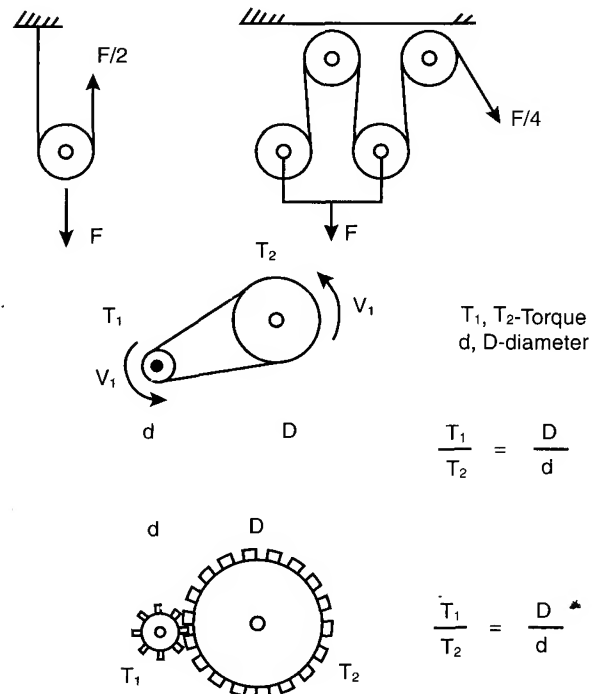 F/2
F
F/4
F
T₂
T₁
V₁
V₁
d
D
T₁, T₂-Torque
d, D-diameter
T₁/T₂ = D/d
d
D
T₁
T₂
T₁/T₂ = D/d